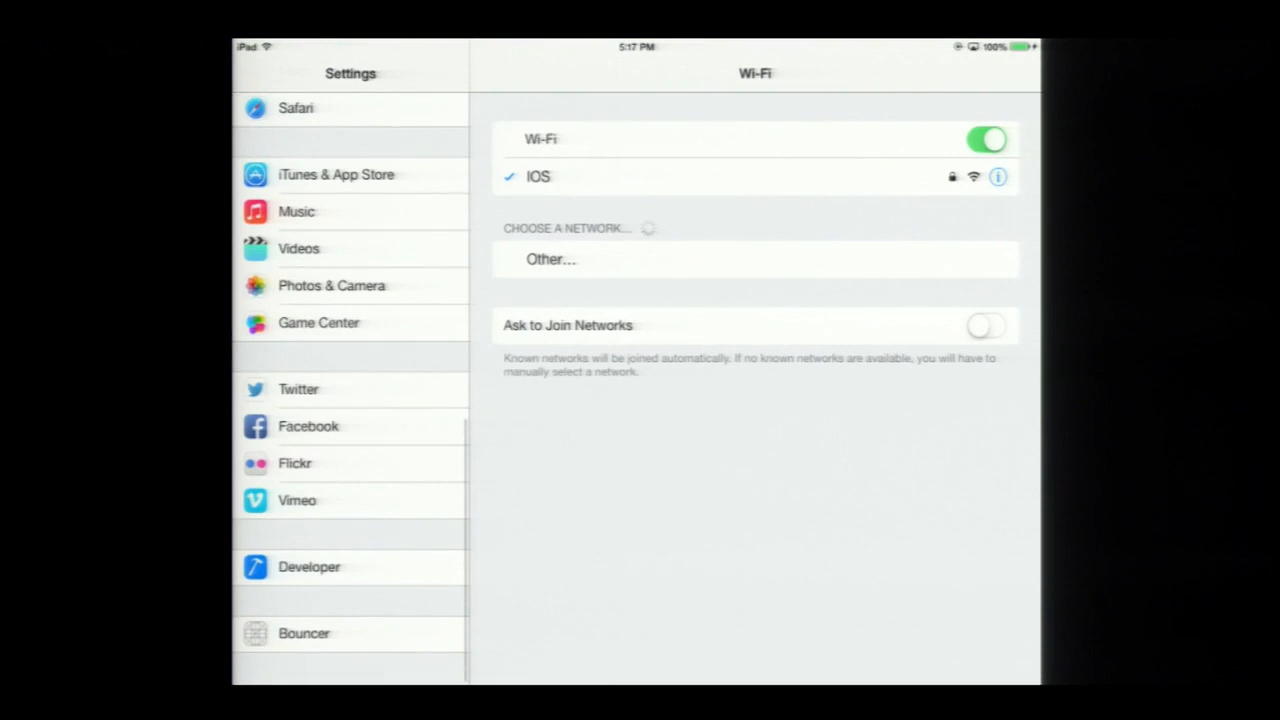 iPad
5:17 PM
100%
Settings
Wi-Fi
Safari
iTunes & App Store
Music
Videos
Photos & Camera
Game Center
Twitter
Facebook
Flickr
Vimeo
Developer
Bouncer
Wi-Fi
IOS
CHOOSE A NETWORK...
Other...
Ask to Join Networks
Known networks will be joined automatically. If no known networks are available, you will have to
manually select a network.